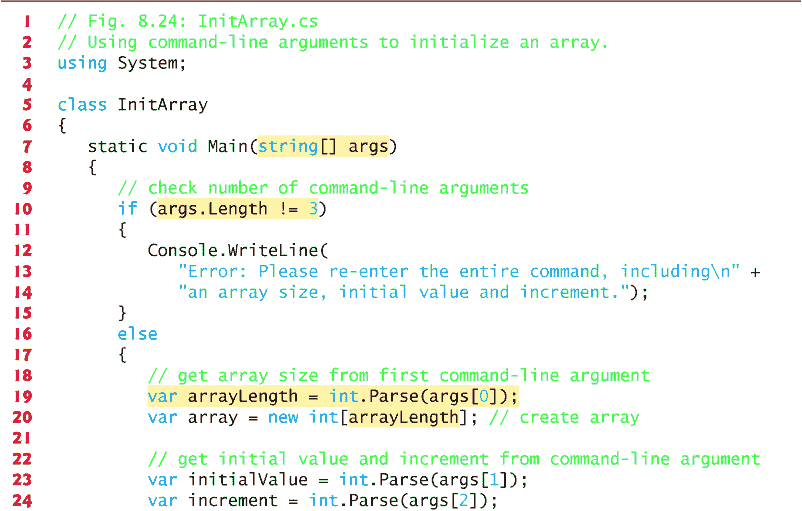 1 // Fig. 8.24: InitArray.cs
2 // Using command-line arguments to initialize an array.
3 using System;
4
5 class InitArray
6 {
7 static void Main(string[] args)
8 {
9 // check number of command-line arguments
10 if (args.Length != 3)
11 {
12 Console.WriteLine(
13 "Error: Please re-enter the entire command, including\n" +
14 "an array size, initial value and increment.");
15 }
16 else
17 {
18 // get array size from first command-line argument
19 var arrayLength = int.Parse(args[0]);
20 var array = new int[arrayLength]; // create array
21
22 // get initial value and increment from command-line argument
23 var initialValue = int.Parse(args[1]);
24 var increment = int.Parse(args[2]);